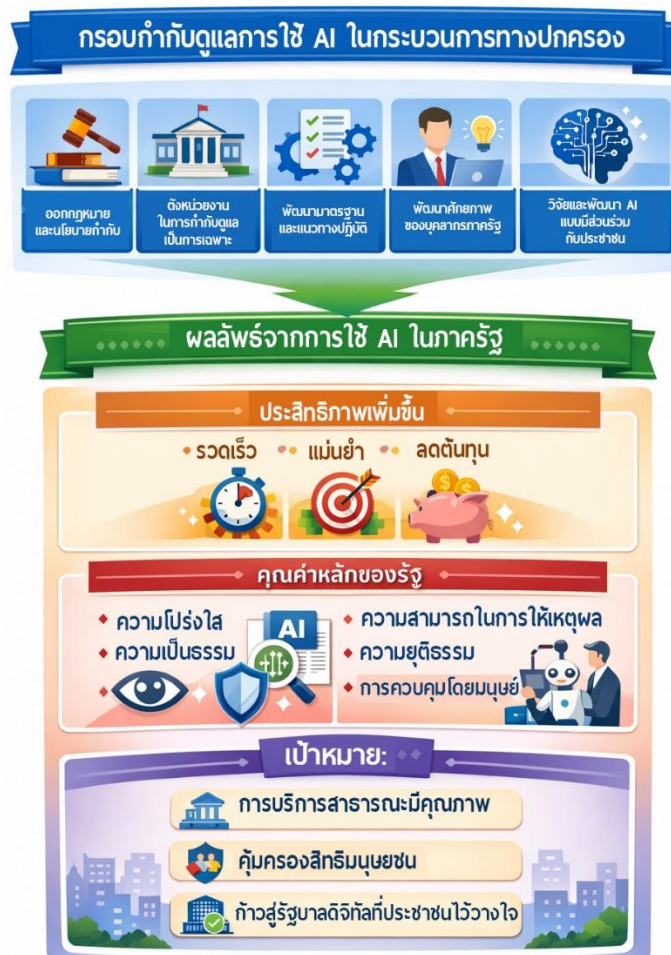 กรอบกำกับดูแลการใช้ AI ในกระบวนการทางปกครอง
ออกกฎหมาย
และนโยบายกำกับ
ตั้งหน่วยงาน
ในการกำกับดูแล
เป็นการเฉพาะ
พัฒนามาตรฐาน
และแนวทางปฏิบัติ
พัฒนาศักยภาพ
ของบุคลากรภาครัฐ
วิจัยและพัฒนา AI
แบบมีส่วนร่วม
กับประชาชน
ผลลัพธ์จากการใช้ AI ในภาครัฐ
ประสิทธิภาพเพิ่มขึ้น
รวดเร็ว
แม่นยำ
ลดต้นทุน
คุณค่าหลักของรัฐ
ความโปร่งใส
ความเป็นธรรม
AI
ความสามารถในการให้เหตุผล
ความยุติธรรม
การควบคุมโดยมนุษย์
เป้าหมาย:
การบริการสาธารณะมีคุณภาพ
คุ้มครองสิทธิมนุษยชน
ก้าวสู่รัฐบาลดิจิทัลที่ประชาชนไว้วางใจ